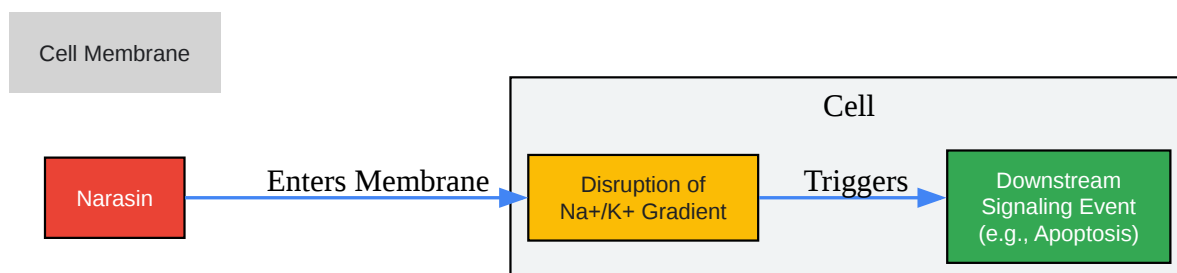 Cell Membrane
Cell
Narasin
Enters Membrane
Disruption of
Na+/K+ Gradient
Triggers
Downstream
Signaling Event
(e.g., Apoptosis)